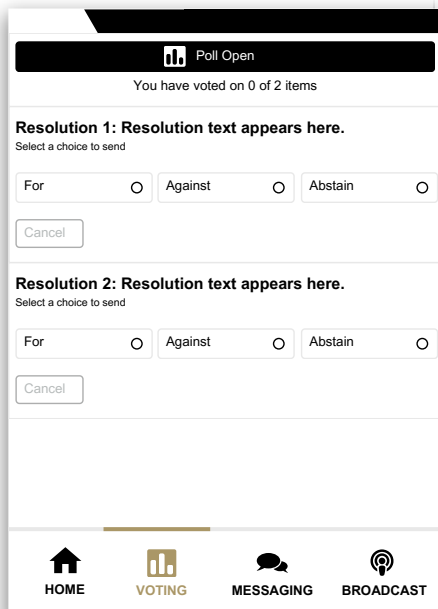 Poll Open
You have voted on 0 of 2 items
Resolution 1: Resolution text appears here.
Select a choice to send
For Against Abstain
Cancel
Resolution 2: Resolution text appears here.
Select a choice to send
For Against Abstain
Cancel
HOME VOTING MESSAGING BROADCAST